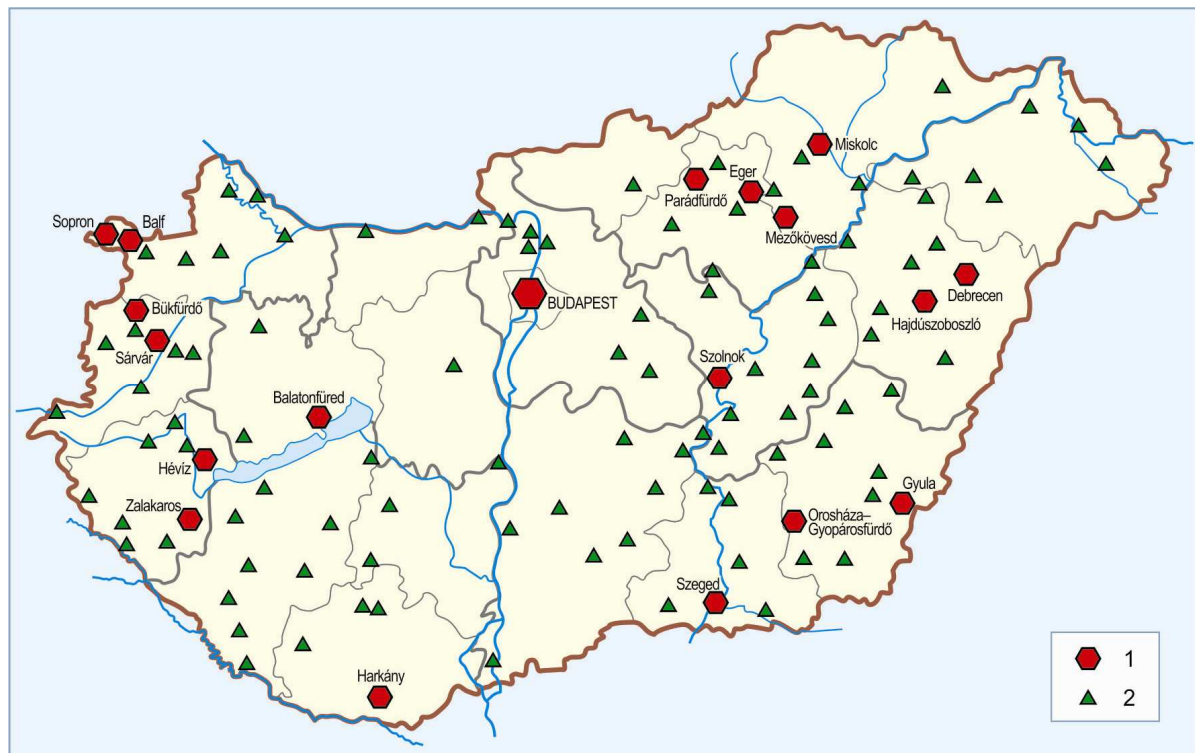 Miskolc
Eger
Parádfürdő
Mezőkövesd
Sopron
Balf
Debrecen
BUDAPEST
Hajdúszoboszló
Bükfürdő
Sárvár
Szolnok
Balatonfüred
Hévíz
Gyula
Zalakaros
Orosháza–
Gyopárosfürdő
Szeged
Harkány
1
2